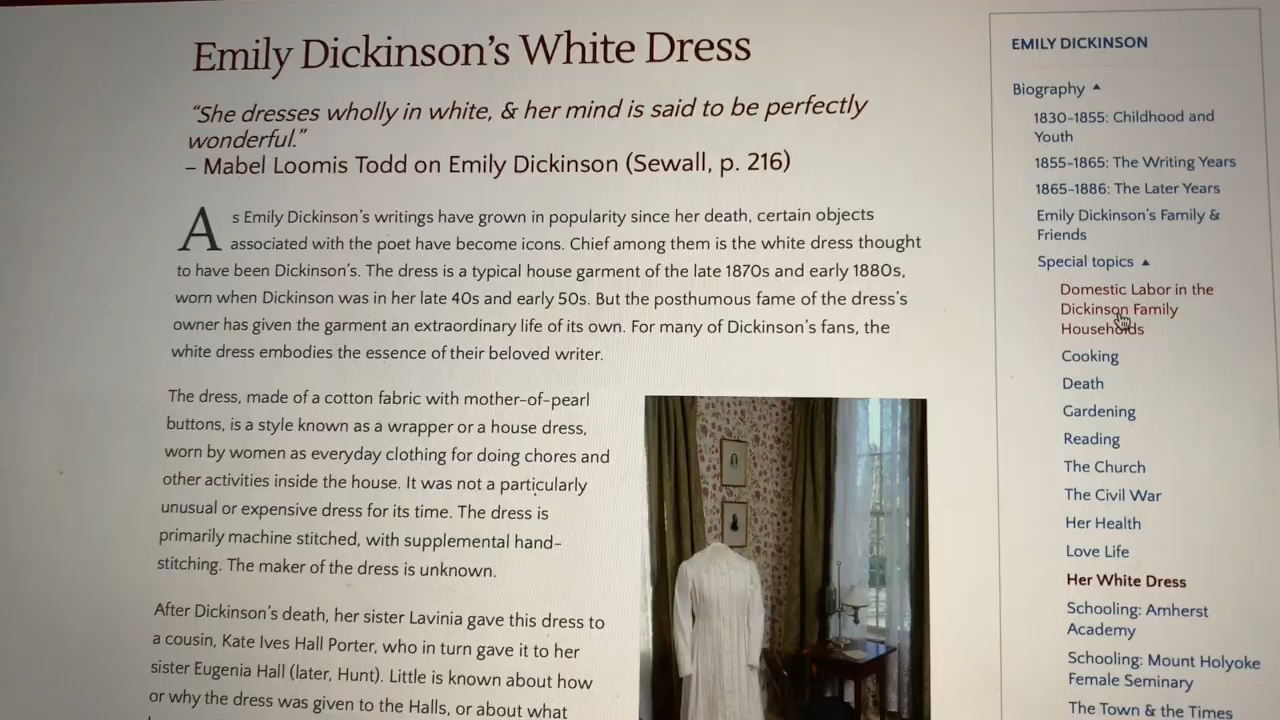 Emily Dickinson's White Dress
"She dresses wholly in white, & her mind is said to be perfectly
wonderful."
– Mabel Loomis Todd on Emily Dickinson (Sewall, p. 216)
As Emily Dickinson's writings have grown in popularity since her death, certain objects
associated with the poet have become icons. Chief among them is the white dress thought
to have been Dickinson's. The dress is a typical house garment of the late 1870s and early 1880s,
worn when Dickinson was in her late 40s and early 50s. But the posthumous fame of the dress's
owner has given the garment an extraordinary life of its own. For many of Dickinson's fans, the
white dress embodies the essence of their beloved writer.
The dress, made of a cotton fabric with mother-of-pearl
buttons, is a style known as a wrapper or a house dress,
worn by women as everyday clothing for doing chores and
other activities inside the house. It was not a particularly
unusual or expensive dress for its time. The dress is
primarily machine stitched, with supplemental hand-
stitching. The maker of the dress is unknown.
After Dickinson's death, her sister Lavinia gave this dress to
a cousin, Kate Ives Hall Porter, who in turn gave it to her
sister Eugenia Hall (later, Hunt). Little is known about how
or why the dress was given to the Halls, or about what
EMILY DICKINSON
Biography
1830-1855: Childhood and
Youth
1855-1865: The Writing Years
1865-1886: The Later Years
Emily Dickinson's Family &
Friends
Special topics
Domestic Labor in the
Dickinson Family
Households
Cooking
Death
Gardening
Reading
The Church
The Civil War
Her Health
Love Life
Her White Dress
Schooling: Amherst
Academy
Schooling: Mount Holyoke
Female Seminary
The Town & the Times